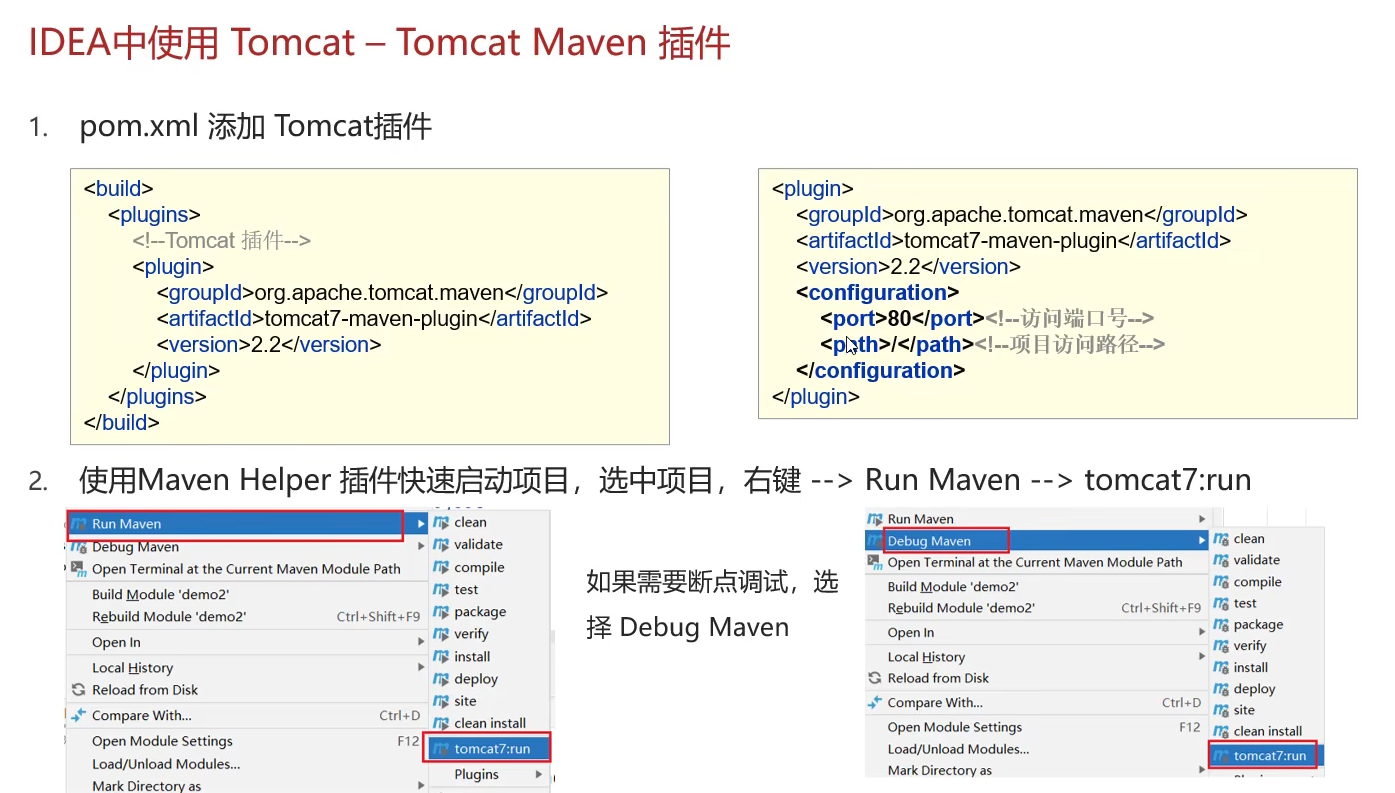 IDEA中使用 Tomcat – Tomcat Maven 插件
1. pom.xml 添加 Tomcat插件
<build>
<plugins>
<!--Tomcat 插件-->
<plugin>
<groupId>org.apache.tomcat.maven</groupId>
<artifactId>tomcat7-maven-plugin</artifactId>
<version>2.2</version>
</plugin>
</plugins>
</build>
<plugin>
<groupId>org.apache.tomcat.maven</groupId>
<artifactId>tomcat7-maven-plugin</artifactId>
<version>2.2</version>
<configuration>
<port>80</port><!--访问端口号-->
<path>/</path><!--项目访问路径-->
</configuration>
</plugin>
2. 使用Maven Helper 插件快速启动项目，选中项目，右键 --> Run Maven --> tomcat7:run
Run Maven
Debug Maven
Open Terminal at the Current Maven Module Path
Build Module 'demo2'
Rebuild Module 'demo2' Ctrl+Shift+F9
Open In
Local History
Reload from Disk
Compare With... Ctrl+D
Open Module Settings F12
Load/Unload Modules...
Mark Directory as
clean
validate
compile
test
package
verify
install
deploy
site
clean install
tomcat7:run
Plugins
如果需要断点调试，选
择 Debug Maven
Run Maven
Debug Maven
Open Terminal at the Current Maven Module Path
Build Module 'demo2'
Rebuild Module 'demo2' Ctrl+Shift+F9
Open In
Local History
Reload from Disk
Compare With... Ctrl+D
Open Module Settings F12
Load/Unload Modules...
Mark Directory as
clean
validate
compile
test
package
verify
install
deploy
site
clean install
tomcat7:run